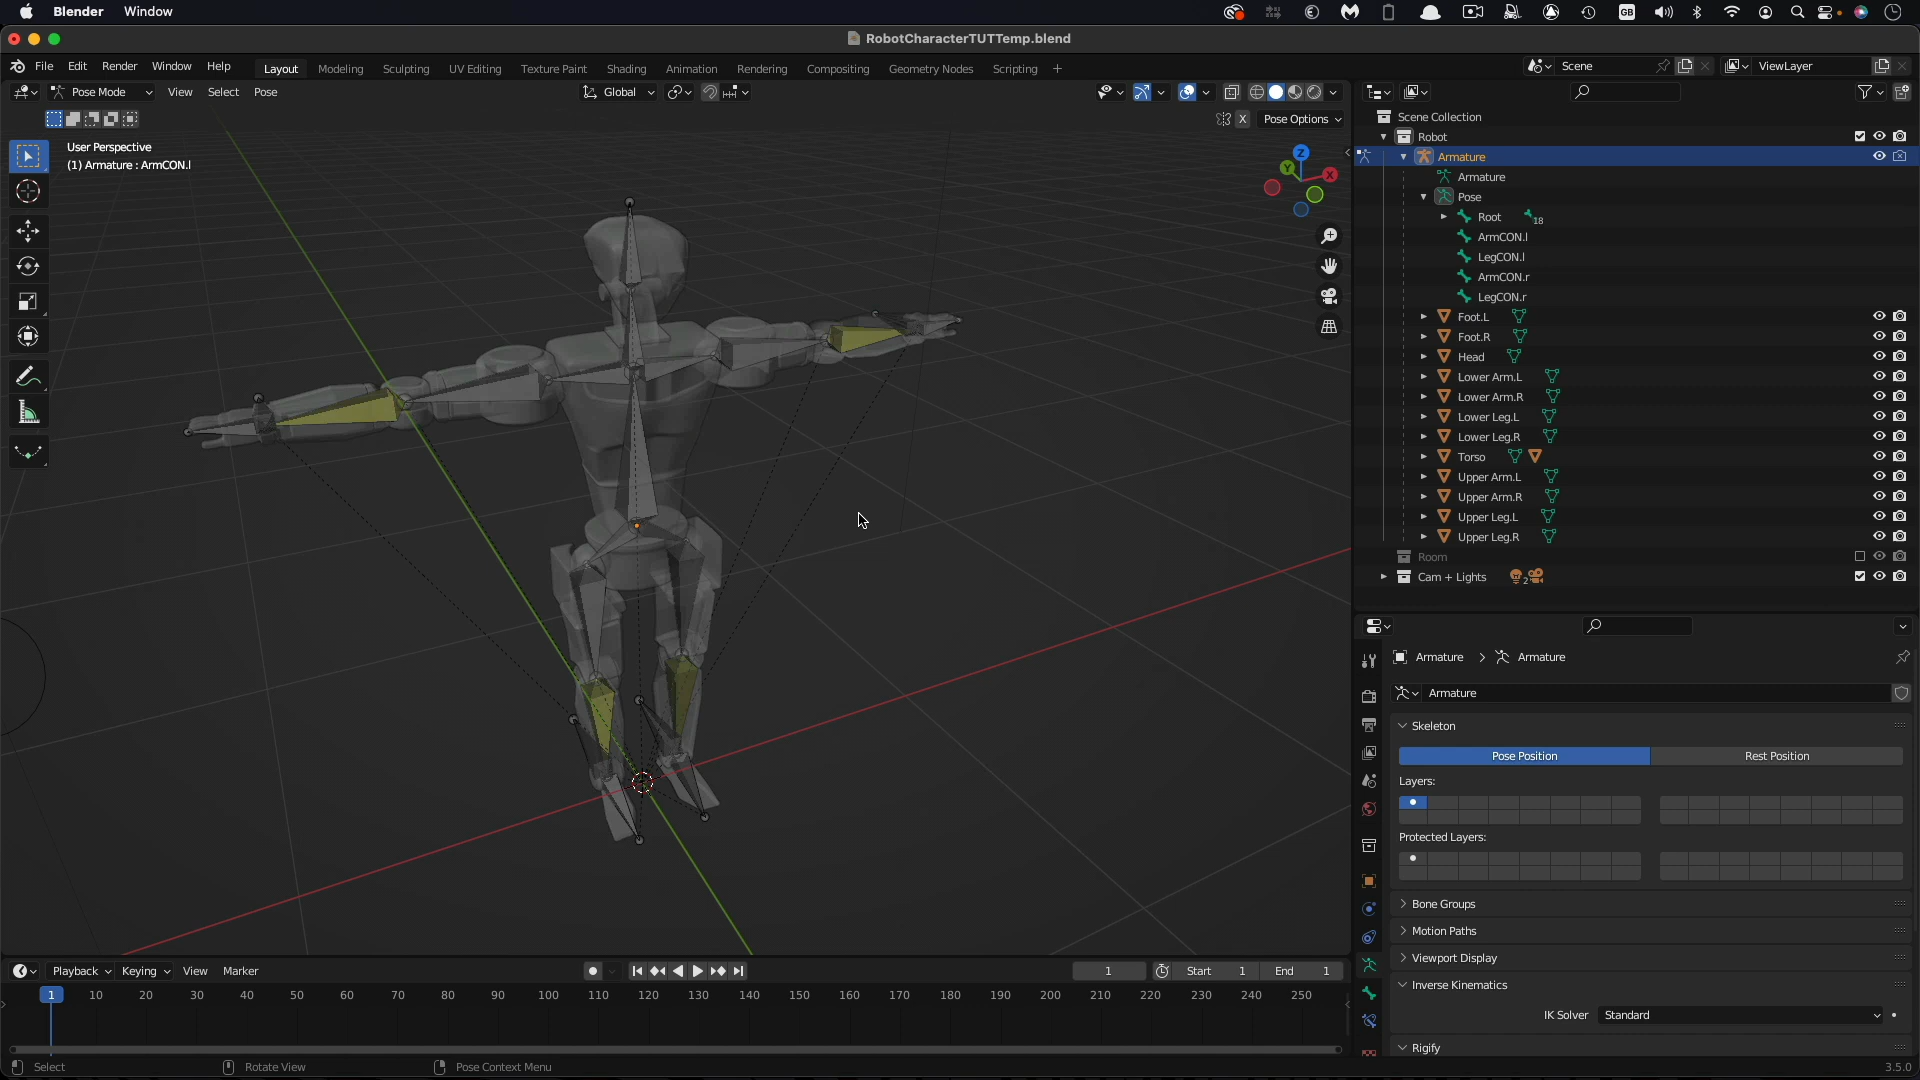 Blender Window
GB
RobotCharacterTUTTemp.blend
File Edit Render Window Help Layout Modeling Sculpting UV Editing Texture Paint Shading Animation Rendering Compositing Geometry Nodes Scripting + Scene ViewLayer
Pose Mode View Select Pose Global
X Pose Options
User Perspective
(1) Armature : ArmCON.l
Z
Y
X
Scene Collection
Robot
Armature
Armature
Pose
Root 18
ArmCON.l
LegCON.l
ArmCON.r
LegCON.r
Foot.L
Foot.R
Head
Lower Arm.L
Lower Arm.R
Lower Leg.L
Lower Leg.R
Torso
Upper Arm.L
Upper Arm.R
Upper Leg.L
Upper Leg.R
Room
Cam + Lights 2
Armature > Armature
Armature
Skeleton
Pose Position Rest Position
Layers:
Protected Layers:
Bone Groups
Motion Paths
Viewport Display
Inverse Kinematics
IK Solver Standard
Rigify
Playback Keying View Marker 1 Start 1 End 1
1 10 20 30 40 50 60 70 80 90 100 110 120 130 140 150 160 170 180 190 200 210 220 230 240 250
Select Rotate View Pose Context Menu 3.5.0